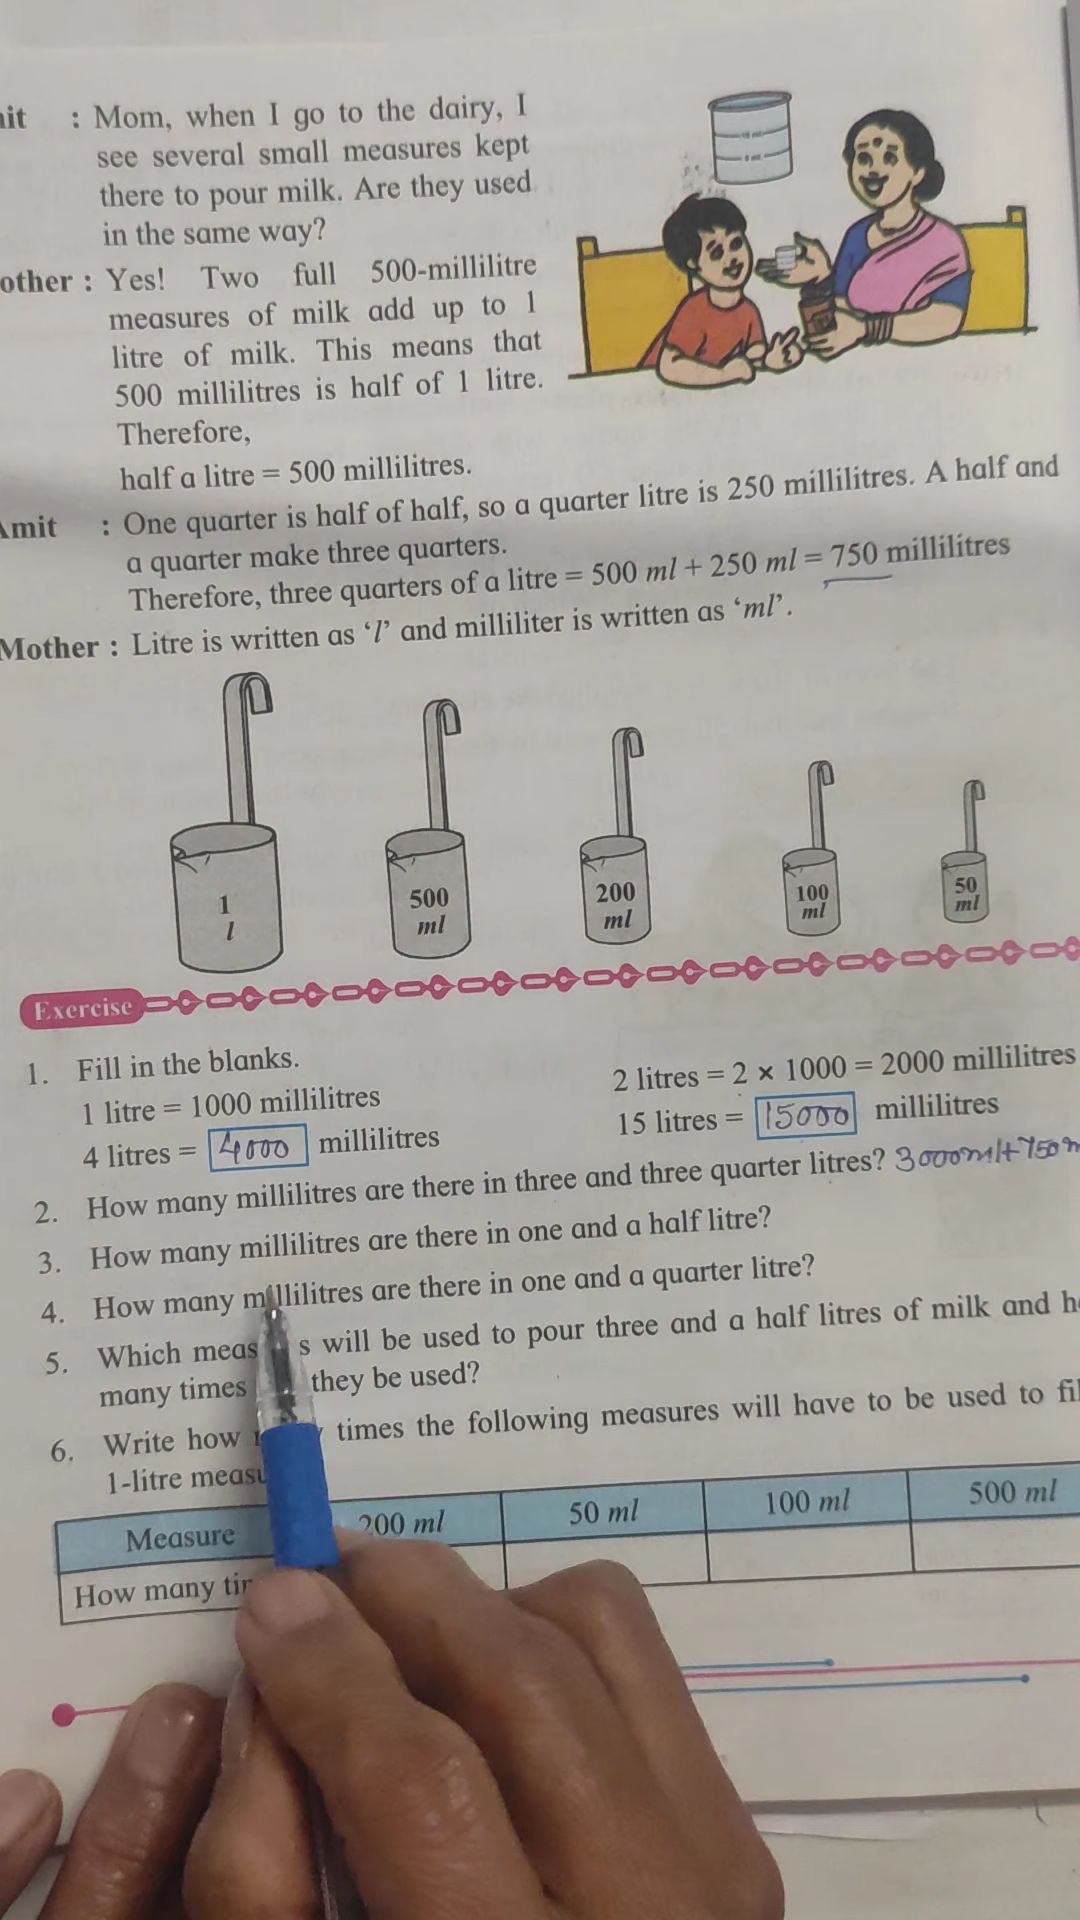 : Mom, when I go to the dairy, I
see several small measures kept
there to pour milk. Are they used
in the same way?
: Yes! Two full 500-millilitre
measures of milk add up to 1
litre of milk. This means that
500 millilitres is half of 1 litre.
Therefore,
half a litre = 500 millilitres.
Amit : One quarter is half of half, so a quarter litre is 250 millilitres. A half and
a quarter make three quarters.
Therefore, three quarters of a litre = 500 ml + 250 ml = 750 millilitres
Mother : Litre is written as ‘l’ and milliliter is written as ‘ml’.
1 l
500 ml
200 ml
100 ml
50 ml
Exercise
1. Fill in the blanks.
1 litre = 1000 millilitres 2 litres = 2 × 1000 = 2000 millilitres
4 litres = 4000 millilitres 15 litres = 15000 millilitres
2. How many millilitres are there in three and three quarter litres? 3000ml+750
3. How many millilitres are there in one and a half litre?
4. How many millilitres are there in one and a quarter litre?
5. Which will be used to pour three and a half litres of milk and
many times they be used?
6. Write how times the following measures will have to be used to
1-litre
Measure 200 ml 50 ml 100 ml 500 ml
How many